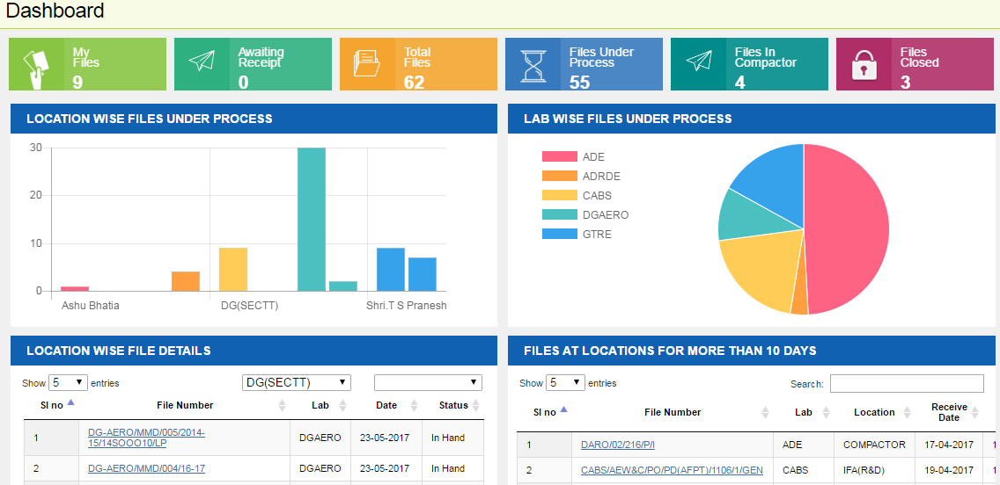 Dashboard
My
Files
9
Awaiting
Receipt
0
Total
Files
62
Files Under
Process
55
Files In
Compactor
4
Files
Closed
3
LOCATION WISE FILES UNDER PROCESS
30
20
10
0
Ashu Bhatia DG(SECTT) Shri.T S Pranesh
LAB WISE FILES UNDER PROCESS
ADE
ADRDE
CABS
DGAERO
GTRE
LOCATION WISE FILE DETAILS
Show 5 entries DG(SECTT)
Sl no File Number Lab Date Status
1 DG-AERO/MMD/005/2014-
15/14SOOO10/LP DGAERO 23-05-2017 In Hand
2 DG-AERO/MMD/004/16-17 DGAERO 23-05-2017 In Hand
FILES AT LOCATIONS FOR MORE THAN 10 DAYS
Show 5 entries Search:
Sl no File Number Lab Location Receive
Date
1 DARO/02/216/P/I ADE COMPACTOR 17-04-2017
2 CABS/AEW&C/PO/PD(AFPT)/1106/1/GEN CABS IFA(R&D) 19-04-2017